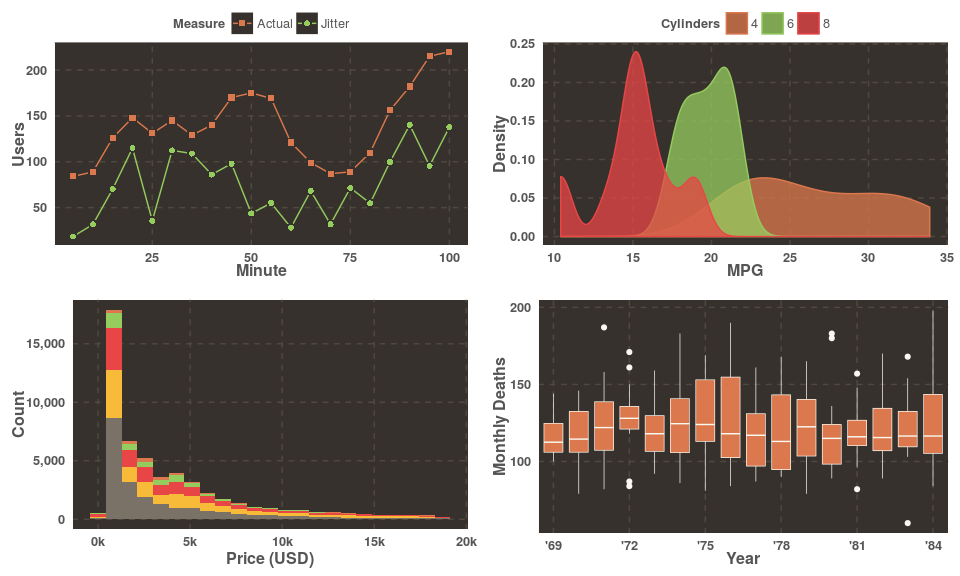 Measure Actual Jitter
Users
200
150
100
50
25 50 75 100
Minute
Cylinders 4 6 8
Density
0.25
0.20
0.15
0.10
0.05
0.00
10 15 20 25 30 35
MPG
Count
15,000
10,000
5,000
0
0k 5k 10k 15k 20k
Price (USD)
Monthly Deaths
200
150
100
'69 '72 '75 '78 '81 '84
Year